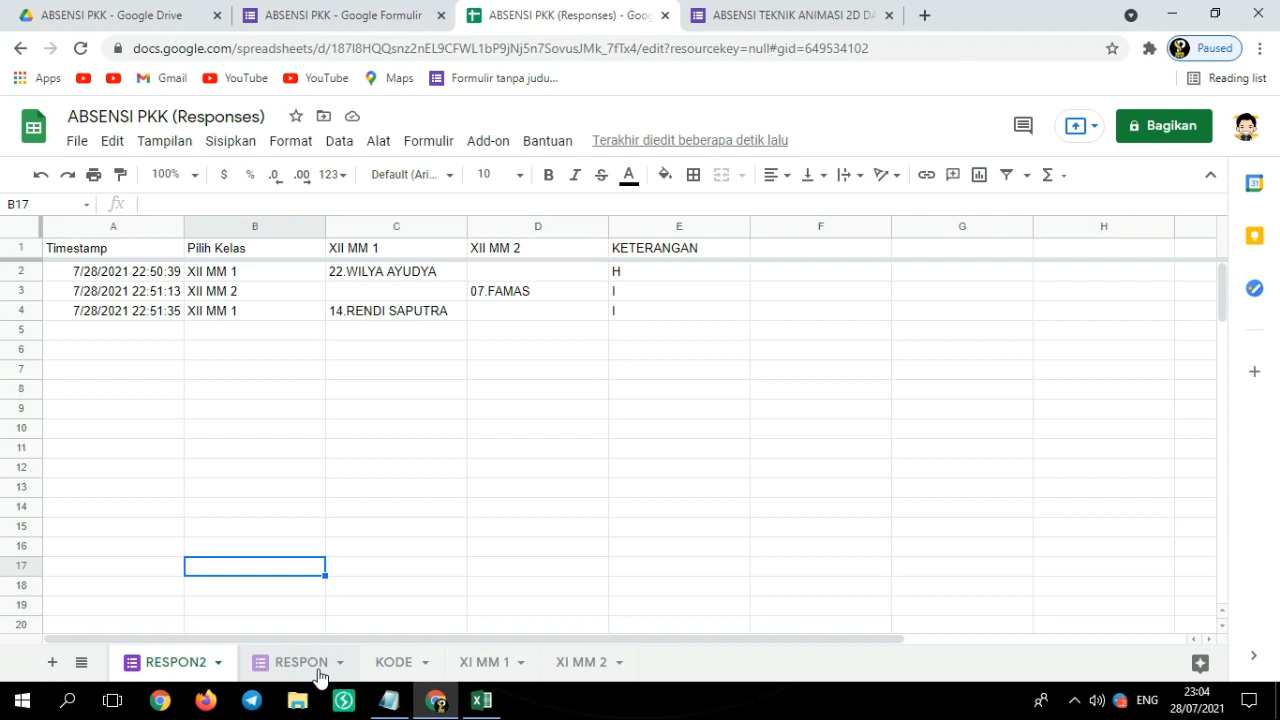 ABSENSI PKK - Google Drive
ABSENSI PKK - Google Formulir
ABSENSI PKK (Responses) - Goog
ABSENSI TEKNIK ANIMASI 2D DA
docs.google.com/spreadsheets/d/
/edit?resourcekey=null#gid=649534102
Paused
Apps
Gmail
YouTube
YouTube
Maps
Formulir tanpa judu...
Reading list
ABSENSI PKK (Responses)
Bagikan
File Edit Tampilan Sisipkan Format Data Alat Formulir Add-on Bantuan Terakhir diedit beberapa detik lalu
100% $ % .0 .00 123 Default (Ari... 10 B I S A
31
B17 fx
A B C D E F G H
1 Timestamp Pilih Kelas XII MM 1 XII MM 2 KETERANGAN
2 7/28/2021 22:50:39 XII MM 1 22.WILYA AYUDYA H
3 7/28/2021 22:51:13 XII MM 2 07.FAMAS I
4 7/28/2021 22:51:35 XII MM 1 14.RENDI SAPUTRA I
5
6
7
8
9
10
11
12
13
14
15
16
17
18
19
20
RESPON2 RESPON KODE XI MM 1 XI MM 2
ENG
23:04
28/07/2021